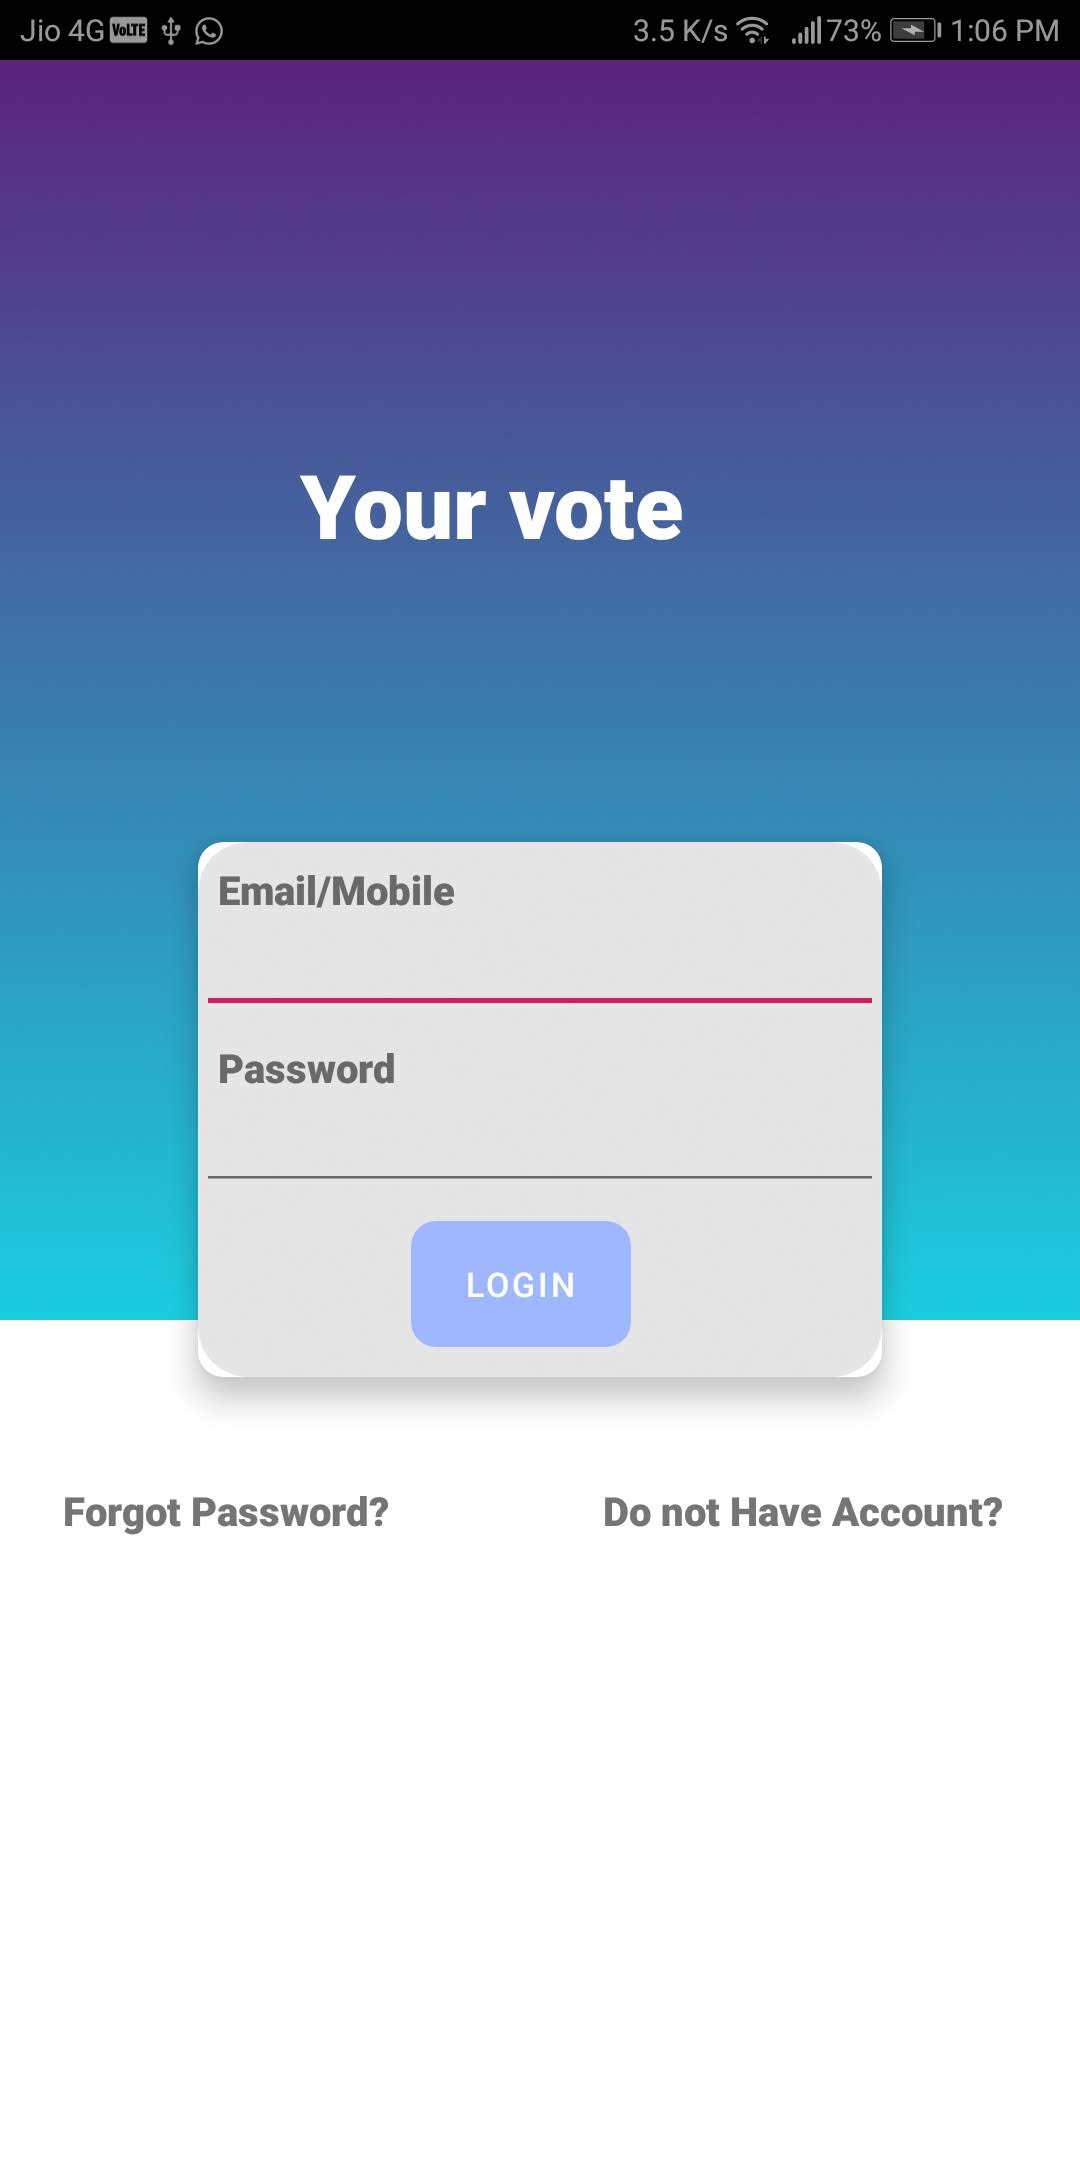 Jio 4G VoLTE 3.5 K/s 73% 1:06 PM
Your vote
Email/Mobile
Password
LOGIN
Forgot Password? Do not Have Account?